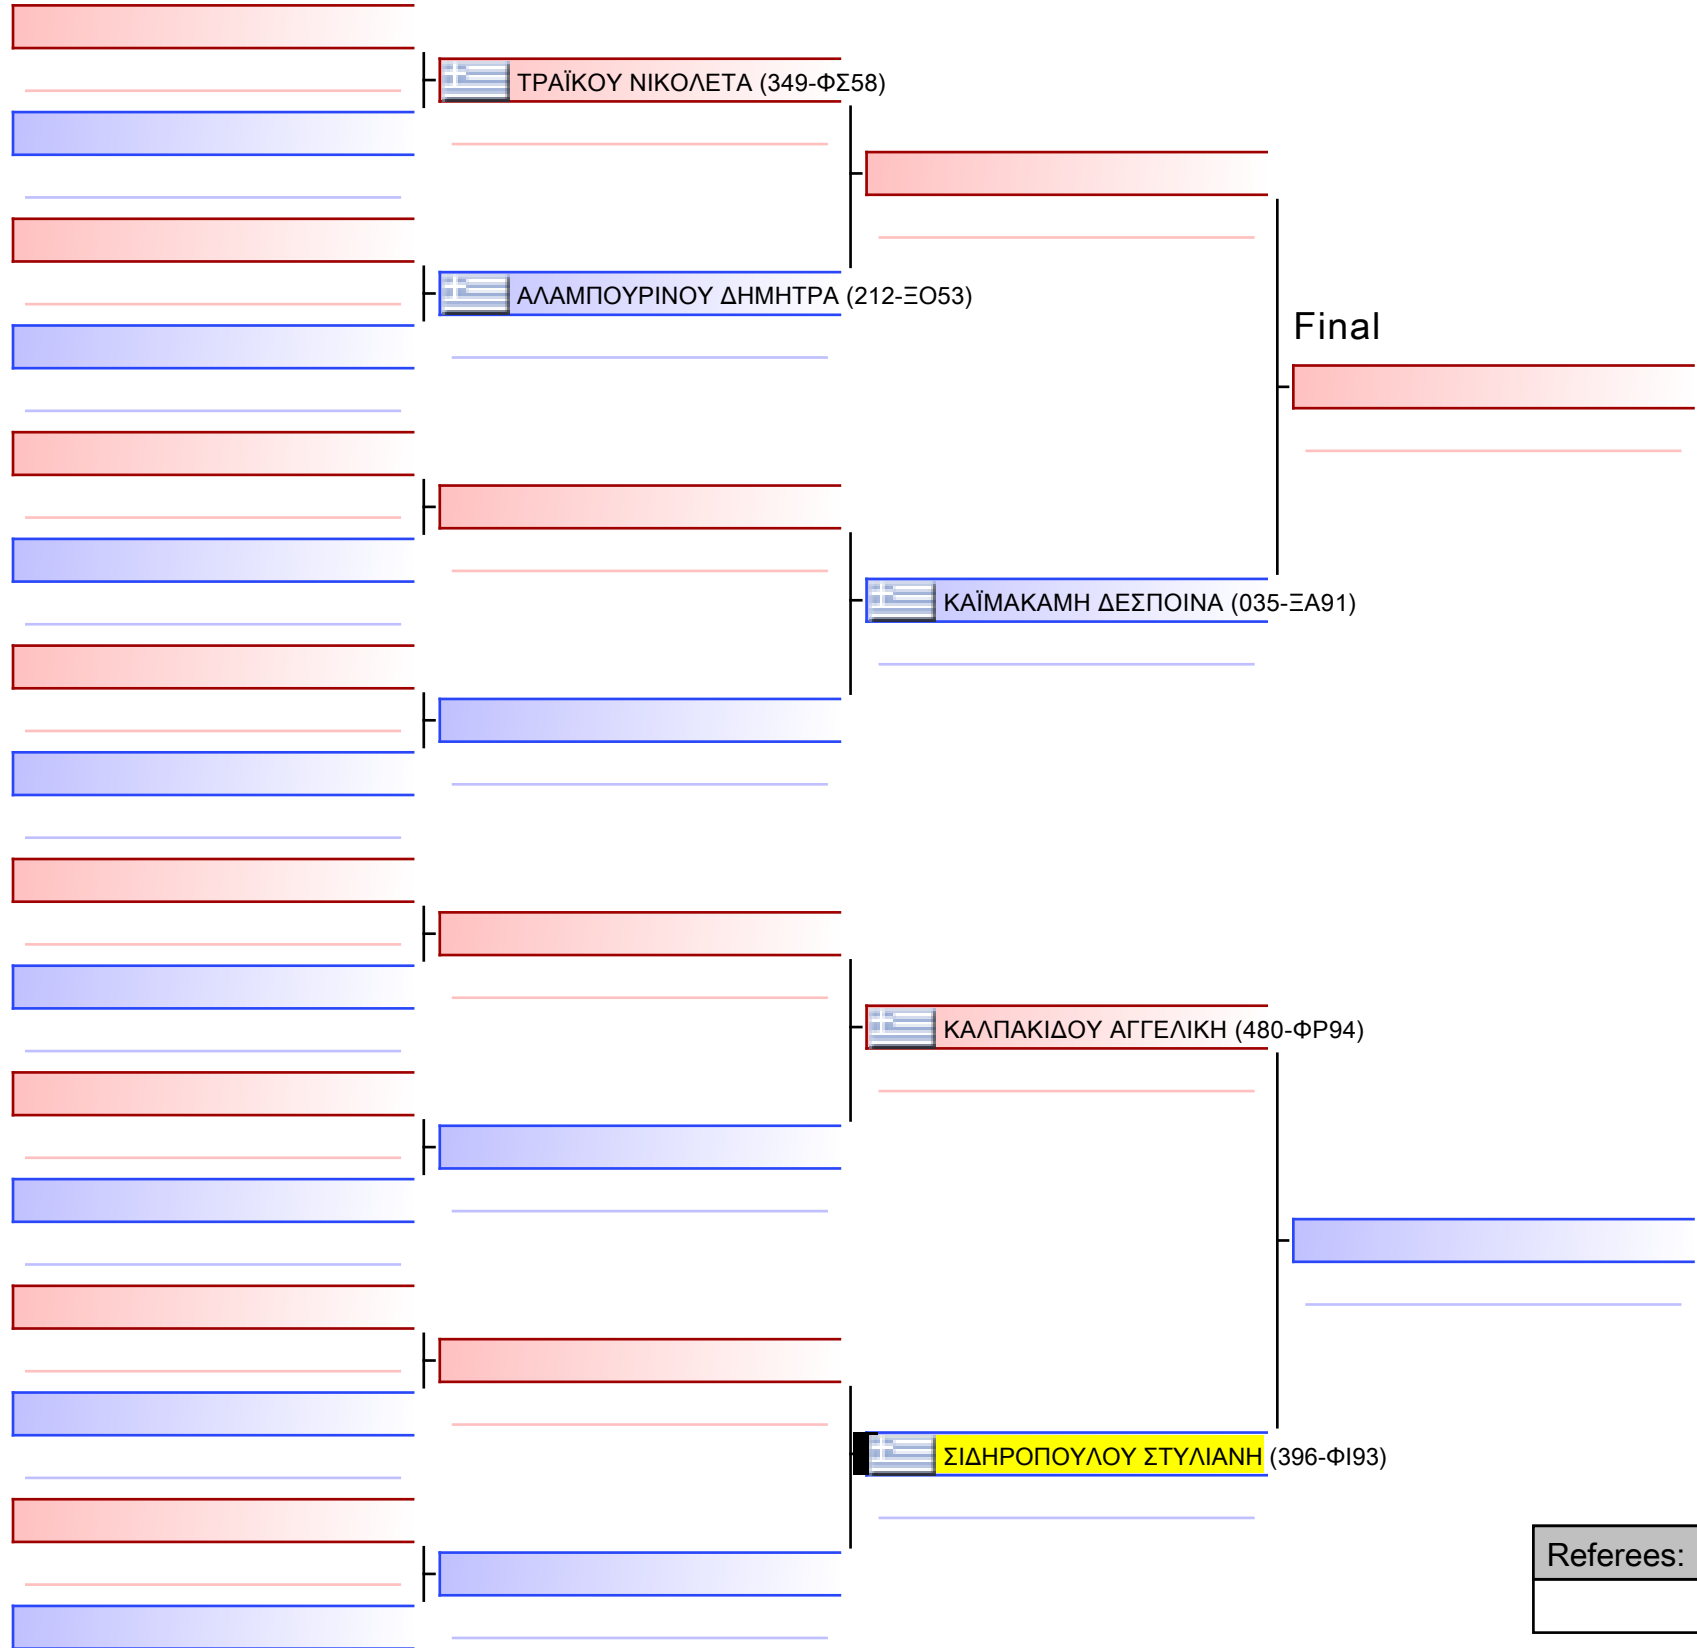 ΤΡΑΪΚΟΥ ΝΙΚΟΛΕΤΑ (349-ΦΣ58)
ΑΛΑΜΠΟΥΡΙΝΟΥ ΔΗΜΗΤΡΑ (212-ΞΟ53)
Final
ΚΑΪΜΑΚΑΜΗ ΔΕΣΠΟΙΝΑ (035-ΞΑ91)
ΚΑΛΠΑΚΙΔΟΥ ΑΓΓΕΛΙΚΗ (480-ΦΡ94)
ΣΙΔΗΡΟΠΟΥΛΟΥ ΣΤΥΛΙΑΝΗ (396-ΦΙ93)
Referees: